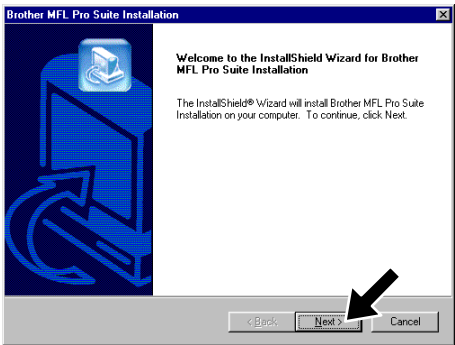 Brother MFL Pro Suite Installation
Welcome to the InstallShield Wizard for Brother
MFL Pro Suite Installation
The InstallShield® Wizard will install Brother MFL Pro Suite
Installation on your computer. To continue, click Next.
< Back Next > Cancel